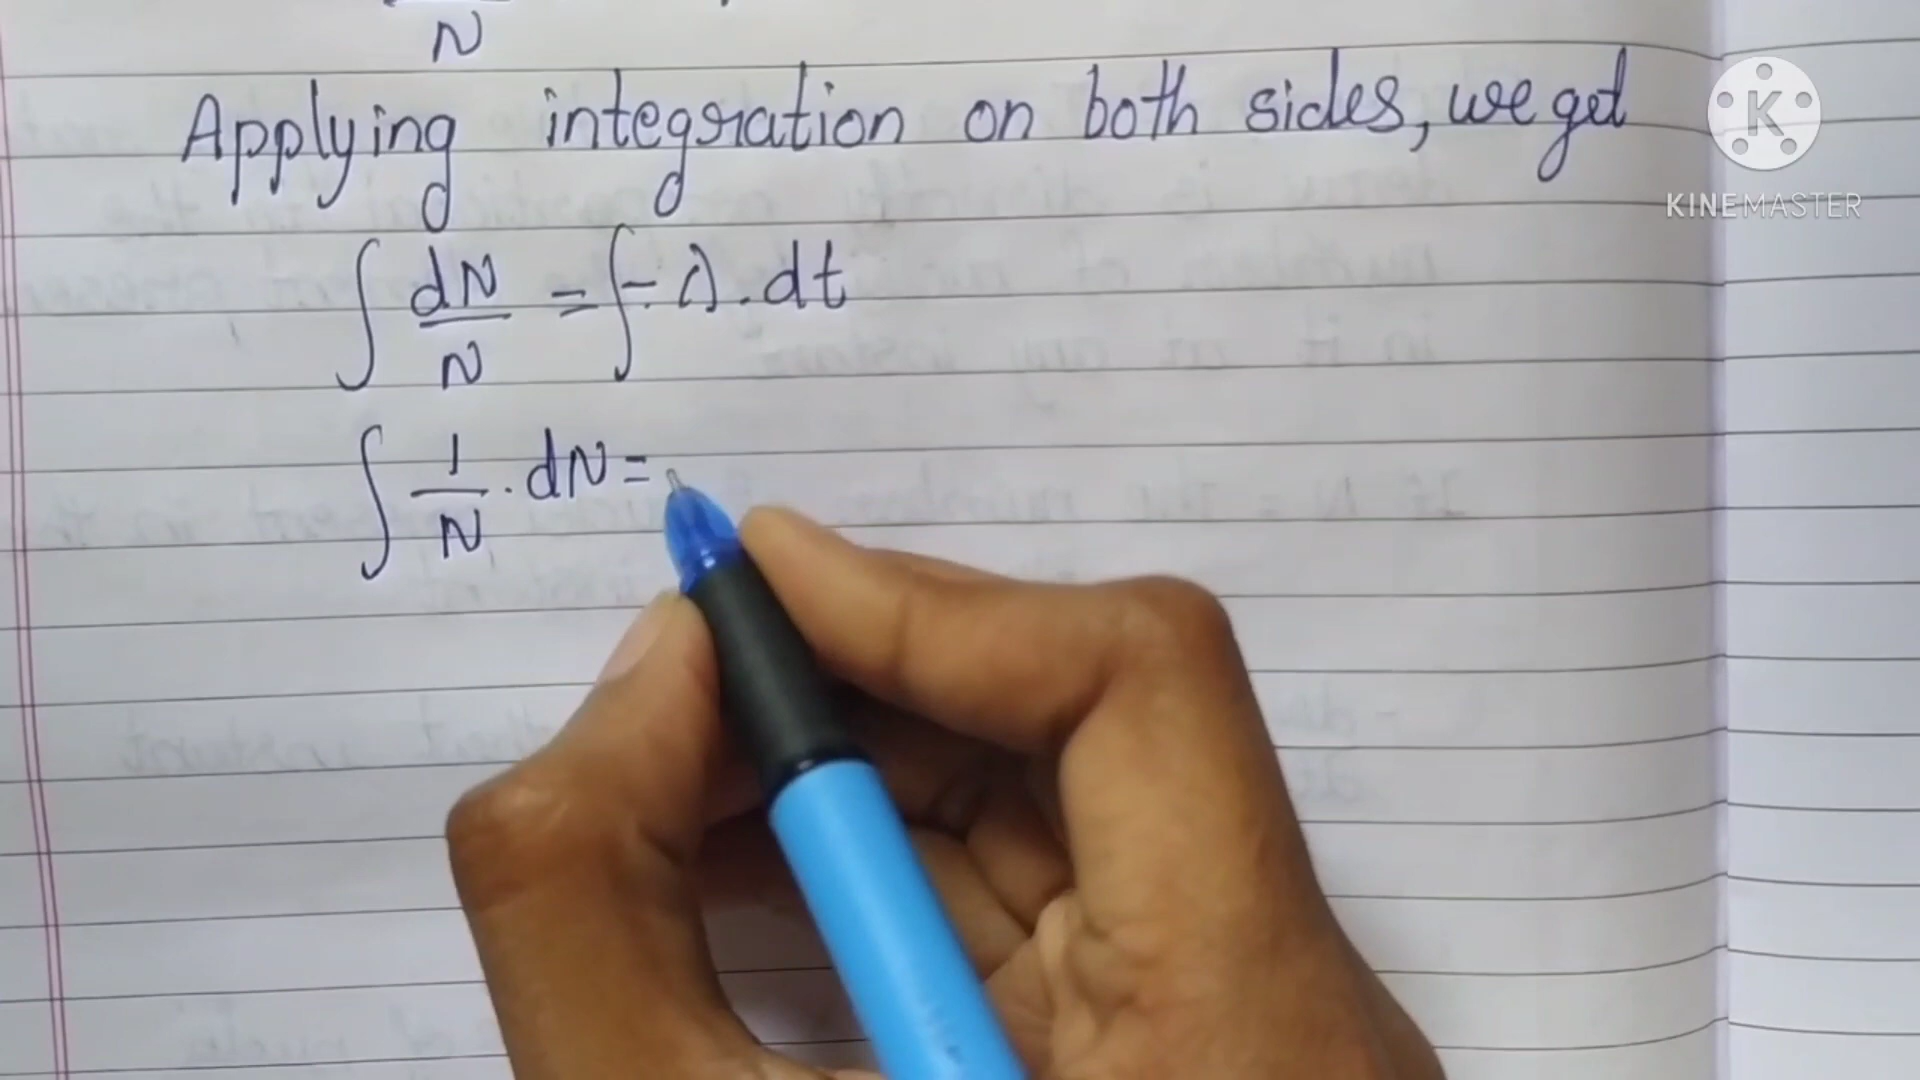 N
Applying integration on both sides, we get
∫ dN/N = ∫ - λ . dt
∫ 1/N . dN =
K
KINEMASTER